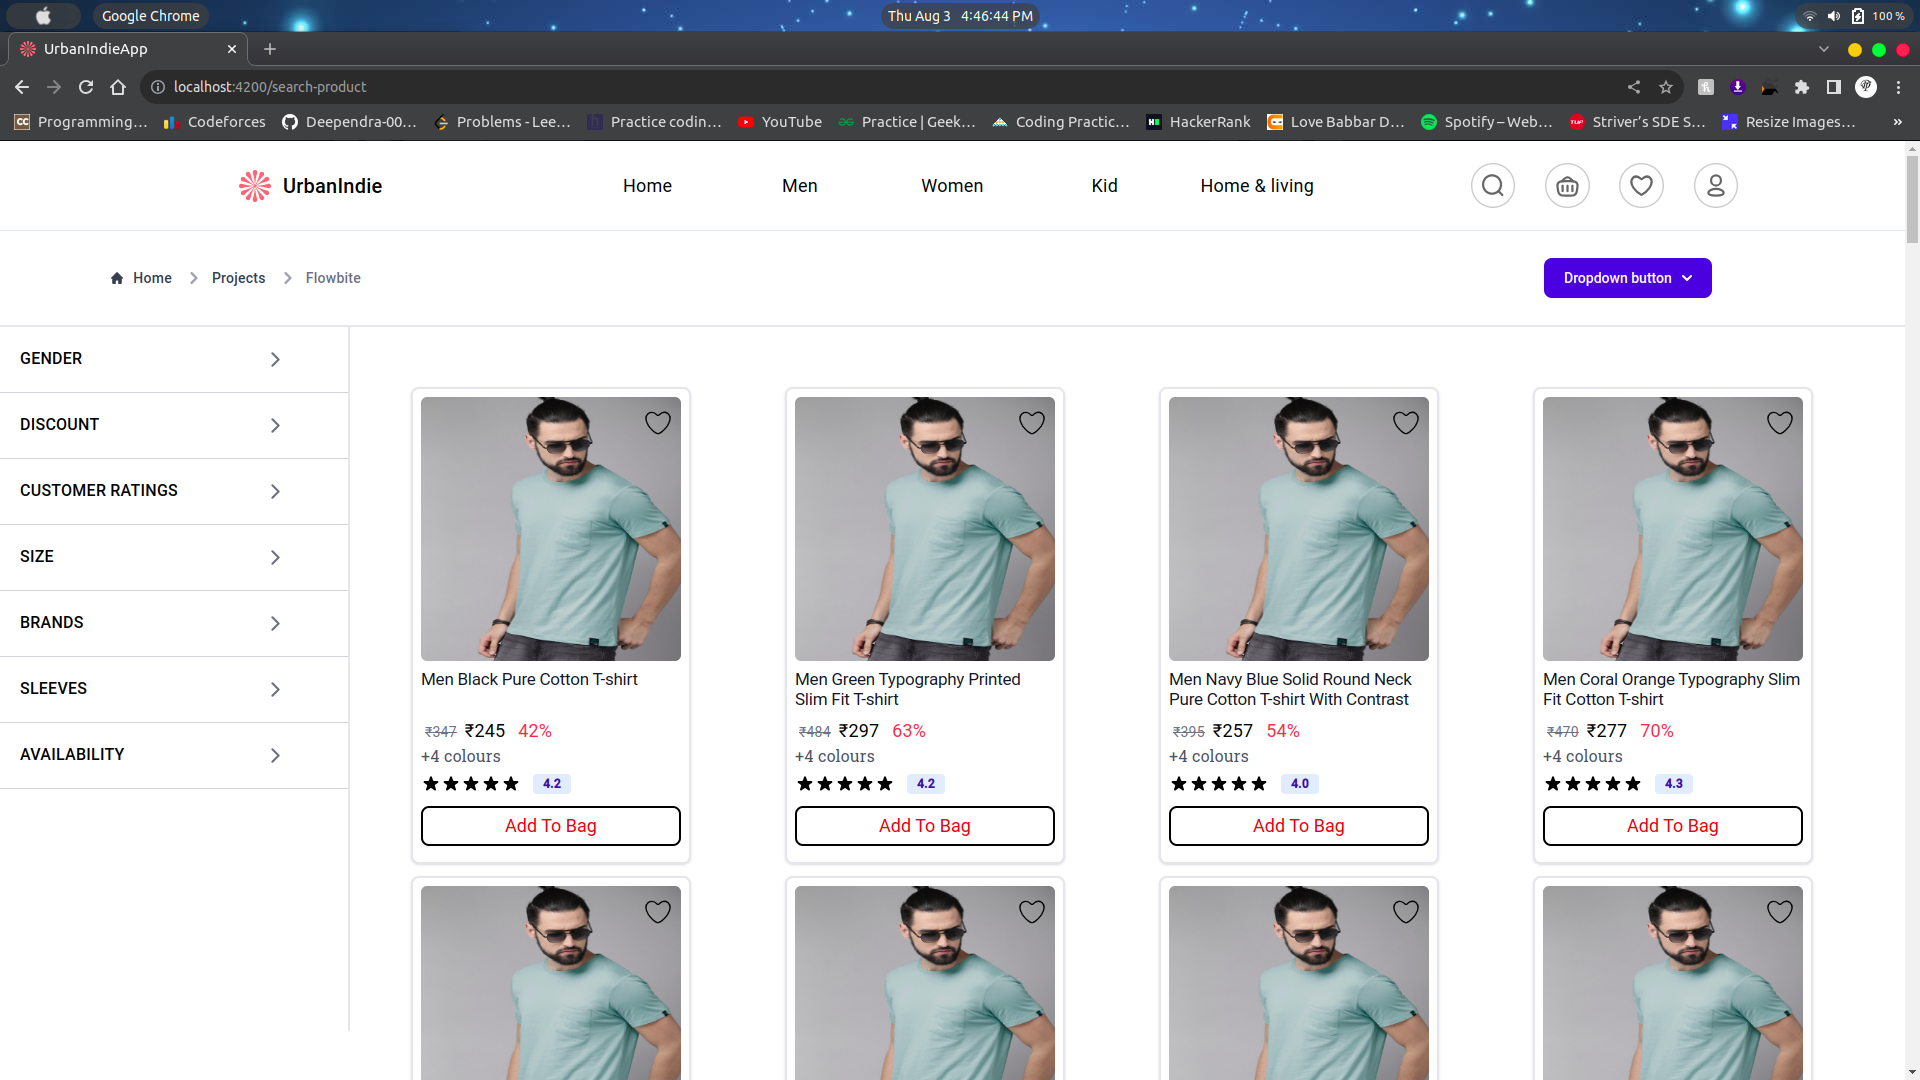 Google Chrome
Thu Aug 3 4:46:44 PM
100 %
UrbanIndieApp
localhost:4200/search-product
Programming...
Codeforces
Deependra-00...
Problems - Lee...
Practice codin...
YouTube
Practice | Geek...
Coding Practic...
HackerRank
Love Babbar D...
Spotify – Web...
Striver's SDE S...
Resize Images...
»
UrbanIndie
Home
Men
Women
Kid
Home & living
Home
Projects
Flowbite
Dropdown button
GENDER
DISCOUNT
CUSTOMER RATINGS
SIZE
BRANDS
SLEEVES
AVAILABILITY
Men Black Pure Cotton T-shirt
₹347 ₹245 42%
+4 colours
4.2
Add To Bag
Men Green Typography Printed
Slim Fit T-shirt
₹484 ₹297 63%
+4 colours
4.2
Add To Bag
Men Navy Blue Solid Round Neck
Pure Cotton T-shirt With Contrast
₹395 ₹257 54%
+4 colours
4.0
Add To Bag
Men Coral Orange Typography Slim
Fit Cotton T-shirt
₹470 ₹277 70%
+4 colours
4.3
Add To Bag